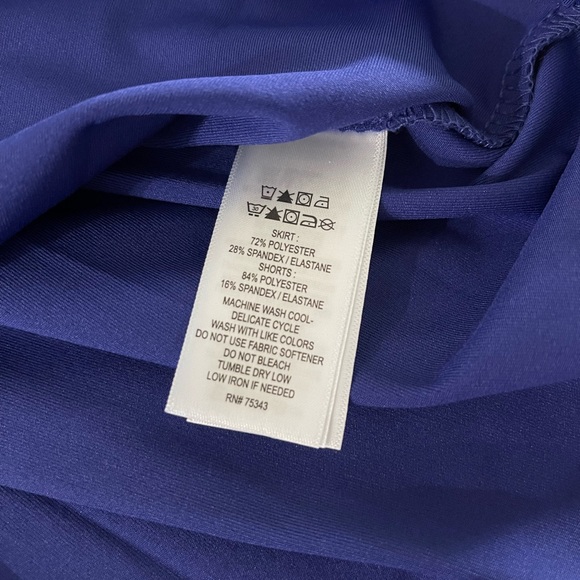 30
SKIRT :
72% POLYESTER
28% SPANDEX / ELASTANE
SHORTS :
84% POLYESTER
16% SPANDEX / ELASTANE
MACHINE WASH COOL-
DELICATE CYCLE
WASH WITH LIKE COLORS
DO NOT USE FABRIC SOFTENER
DO NOT BLEACH
TUMBLE DRY LOW
LOW IRON IF NEEDED
RN# 75343